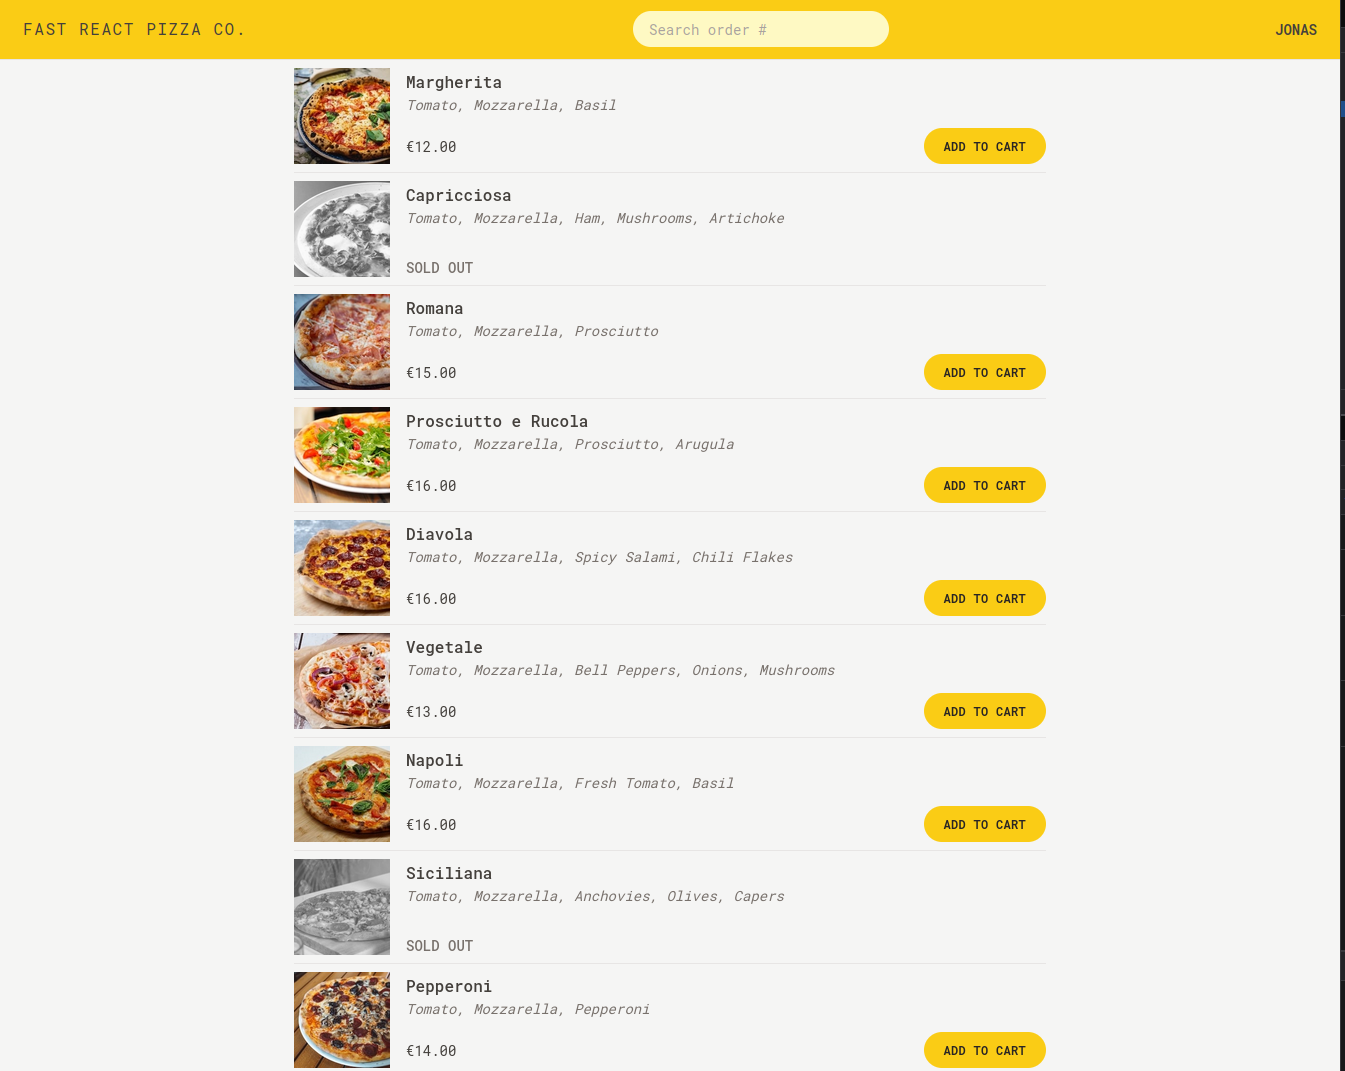 FAST REACT PIZZA CO.
Search order #
JONAS
Margherita
Tomato, Mozzarella, Basil
€12.00
ADD TO CART
Capricciosa
Tomato, Mozzarella, Ham, Mushrooms, Artichoke
SOLD OUT
Romana
Tomato, Mozzarella, Prosciutto
€15.00
ADD TO CART
Prosciutto e Rucola
Tomato, Mozzarella, Prosciutto, Arugula
€16.00
ADD TO CART
Diavola
Tomato, Mozzarella, Spicy Salami, Chili Flakes
€16.00
ADD TO CART
Vegetale
Tomato, Mozzarella, Bell Peppers, Onions, Mushrooms
€13.00
ADD TO CART
Napoli
Tomato, Mozzarella, Fresh Tomato, Basil
€16.00
ADD TO CART
Siciliana
Tomato, Mozzarella, Anchovies, Olives, Capers
SOLD OUT
Pepperoni
Tomato, Mozzarella, Pepperoni
€14.00
ADD TO CART